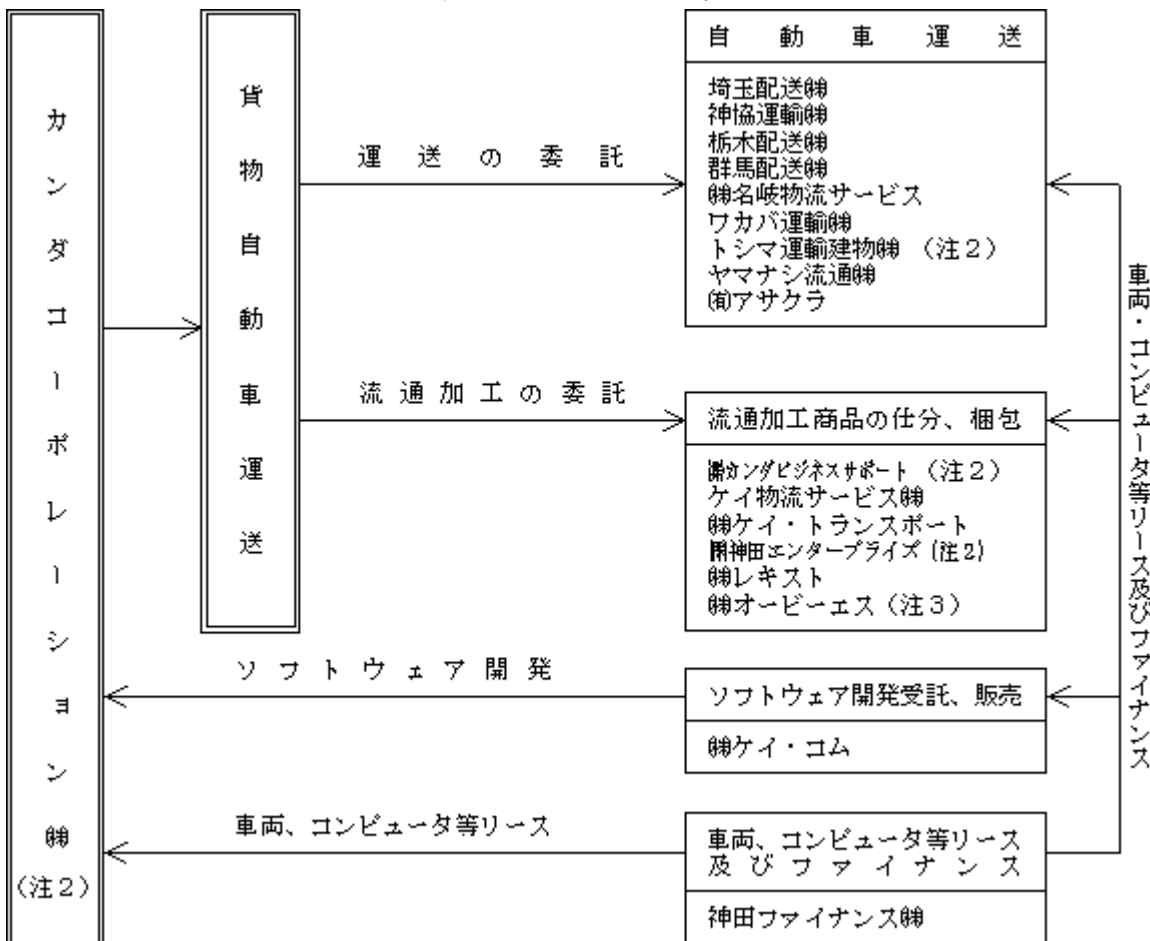 カンダコーポレーション㈱
(注2)
貨物自動車運送
運送の委託
自動車運送
埼玉配送㈱
神協運輸㈱
栃木配送㈱
群馬配送㈱
㈱名岐物流サービス
ワカバ運輸㈱
トシマ運輸建物㈱ (注2)
ヤマナシ流通㈱
㈲アサクラ
流通加工の委託
流通加工商品の仕分、梱包
㈱カンダビジネスサポート (注2)
ケイ物流サービス㈱
㈱ケイ・トランスポート
㈱神田エンタープライズ (注2)
㈱レキスト
㈱オービーエス (注3)
ソフトウェア開発
ソフトウェア開発受託、販売
㈱ケイ・コム
車両、コンピュータ等リース
車両、コンピュータ等リース
及びファイナンス
神田ファイナンス㈱
車両・コンピュータ等リース及びファイナンス